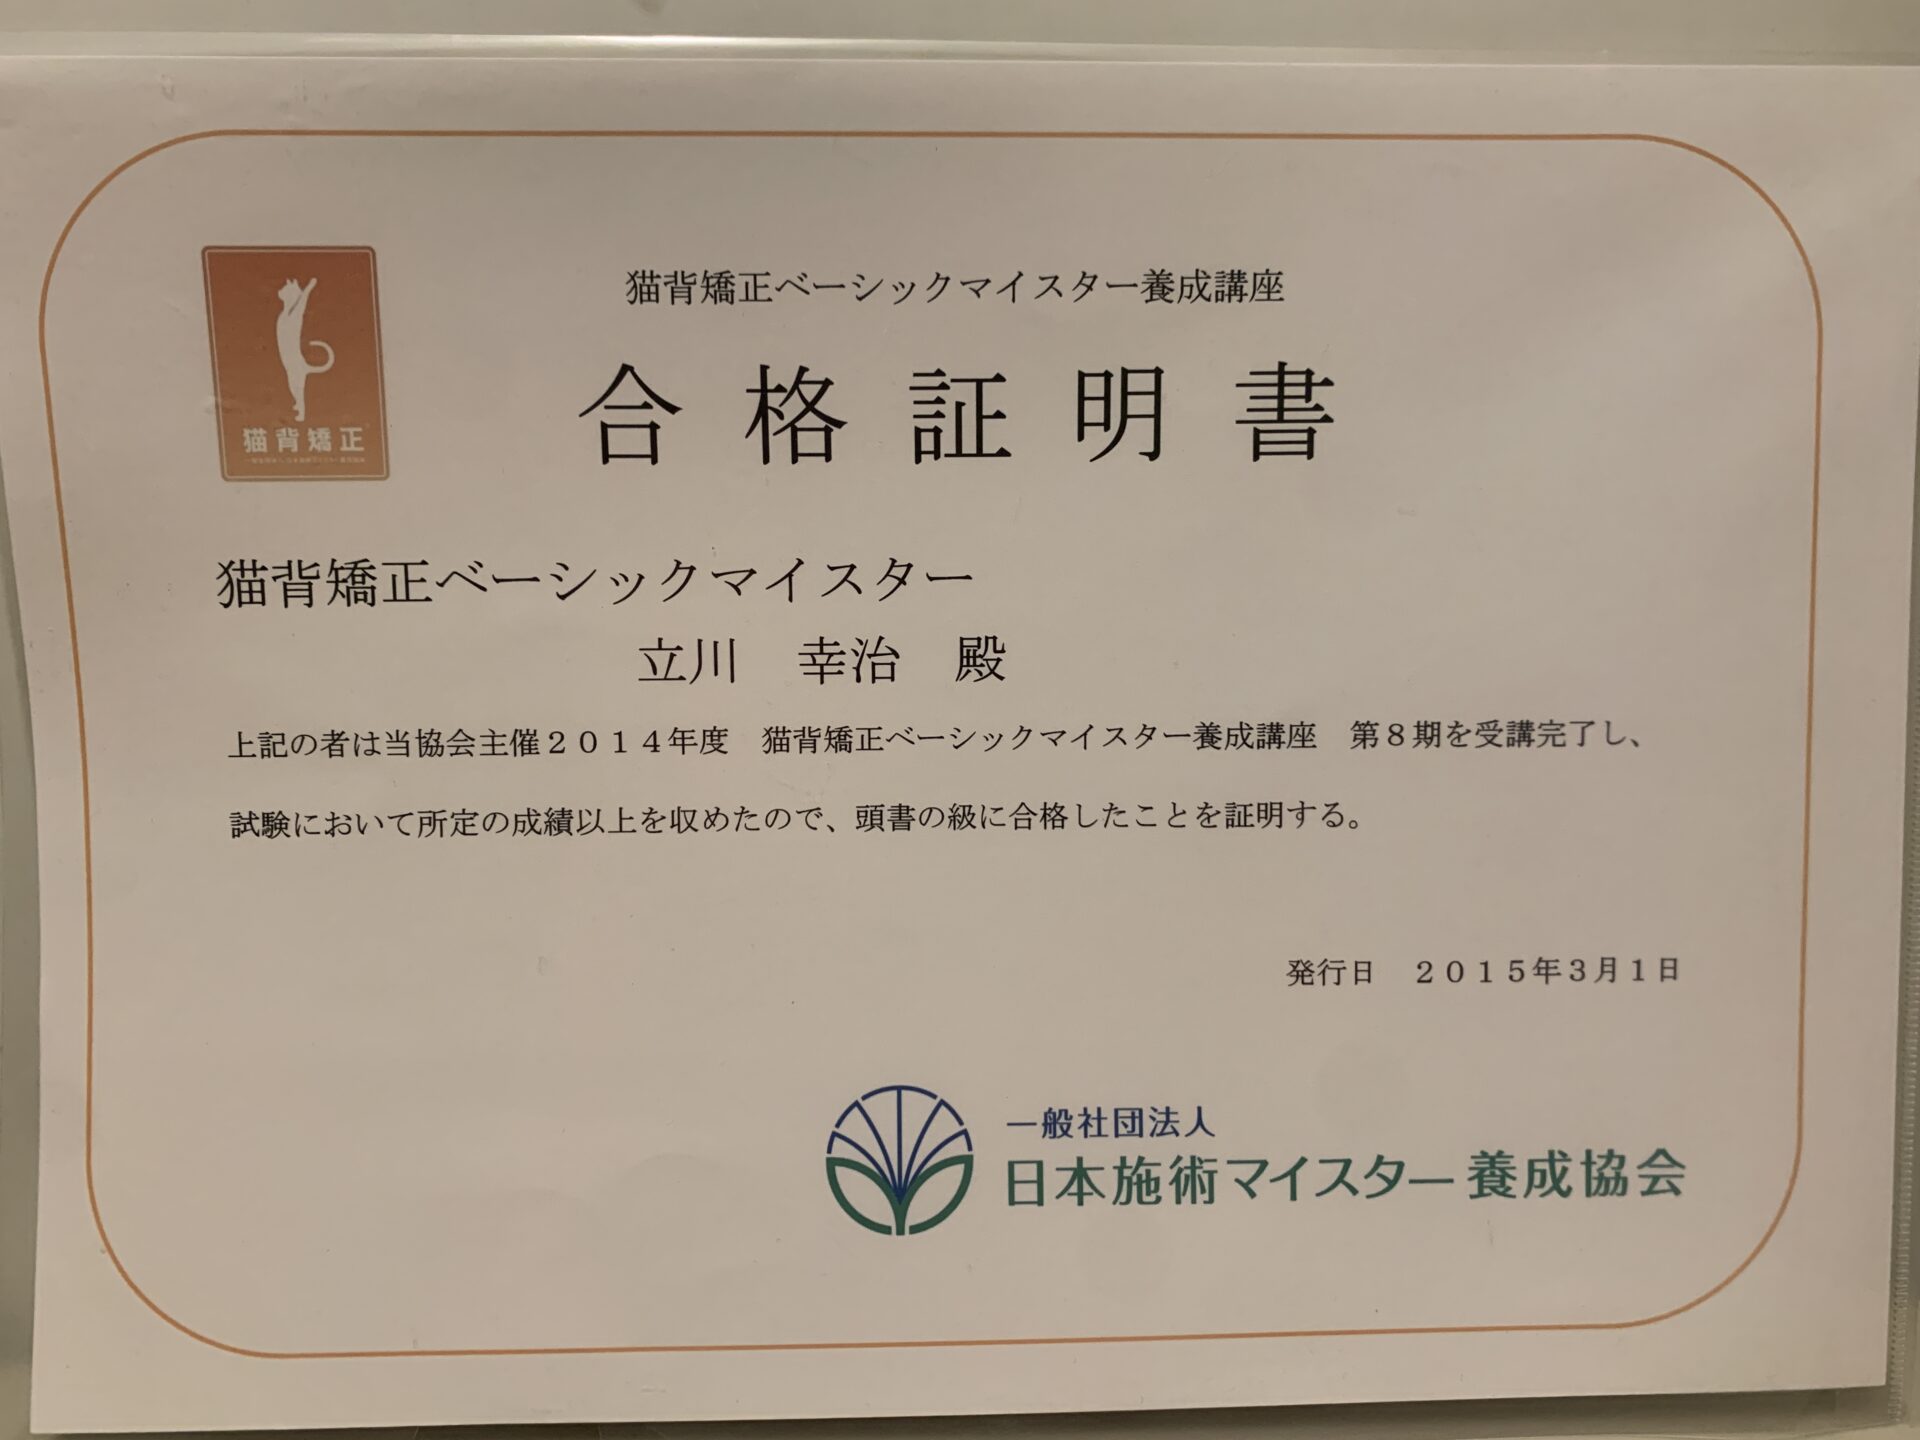 猫背矯正ベーシックマイスター養成講座
合格証明書
猫背矯正
猫背矯正ベーシックマイスター
立川　幸治　殿
上記の者は当協会主催２０１４年度　猫背矯正ベーシックマイスター養成講座　第８期を受講完了し、
試験において所定の成績以上を収めたので、頭書の級に合格したことを証明する。
発行日　２０１５年３月１日
一般社団法人
日本施術マイスター養成協会